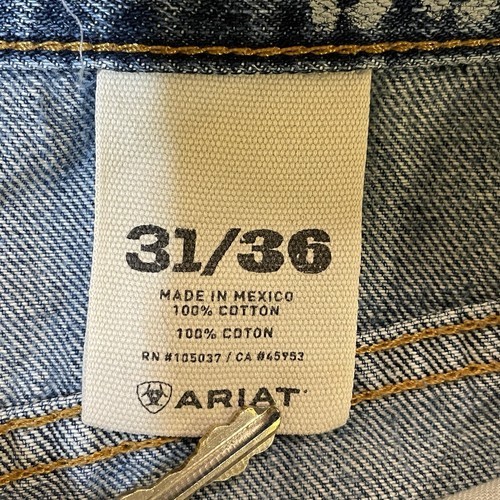 31/36
MADE IN MEXICO
100% COTTON
100% COTON
RN #105037 / CA #45953
ARIAT